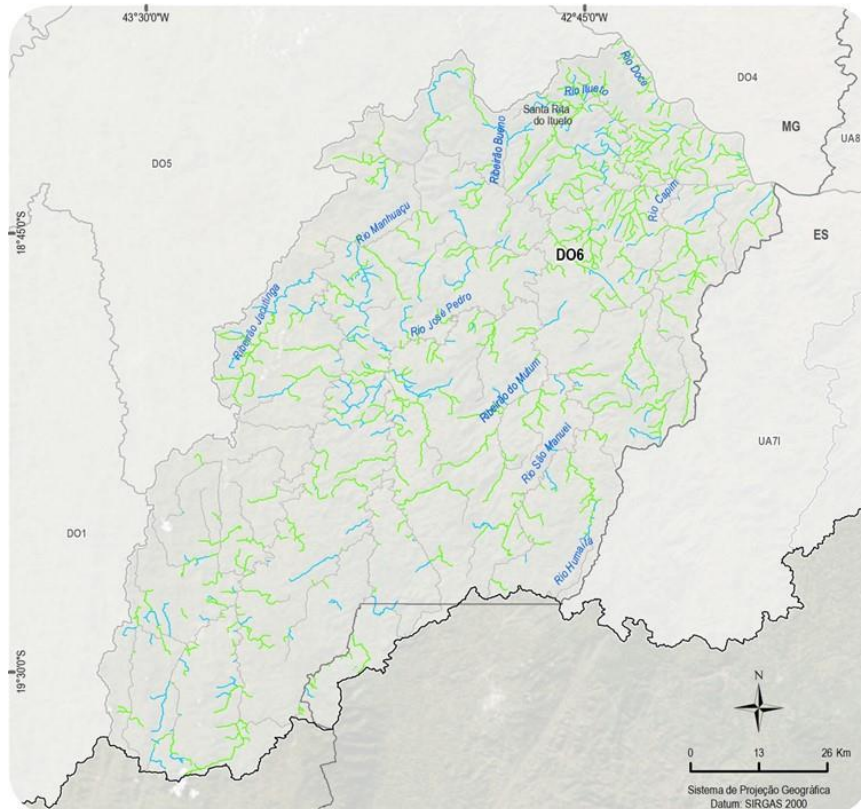 43°30'0"W
42°45'0"W
Rio Doce
DO4
Rio Itueto
Santa Rita
do Itueto
MG
UA8
DO5
Ribeirão Bueno
Rio Capim
18°45'0"S
Rio Manhuaçu
ES
DO6
Ribeirão Jacutinga
Rio José Pedro
Ribeirão do Mutum
UA7I
Rio São Manuel
DO1
Rio Humaitá
19°30'0"S
N
0 13 26 Km
Sistema de Projeção Geográfica
Datum: SIRGAS 2000